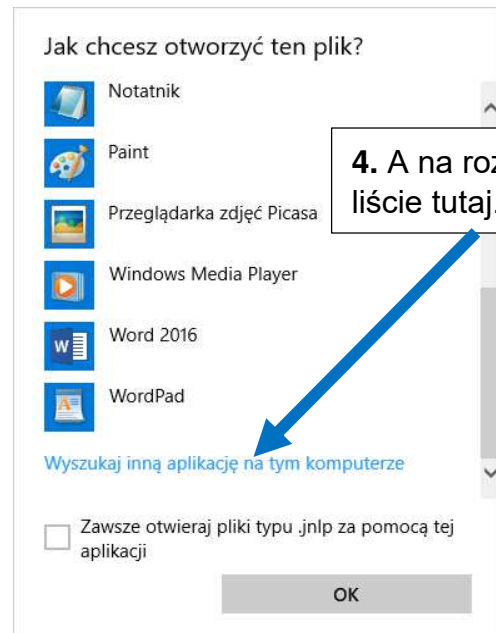 Jak chcesz otworzyć ten plik?
Notatnik
Paint
4. A na
liście tutaj.
Przeglądarka zdjęć Picasa
Windows Media Player
Word 2016
WordPad
Wyszukaj inną aplikację na tym komputerze
Zawsze otwieraj pliki typu .jnlp za pomocą tej
aplikacji
OK